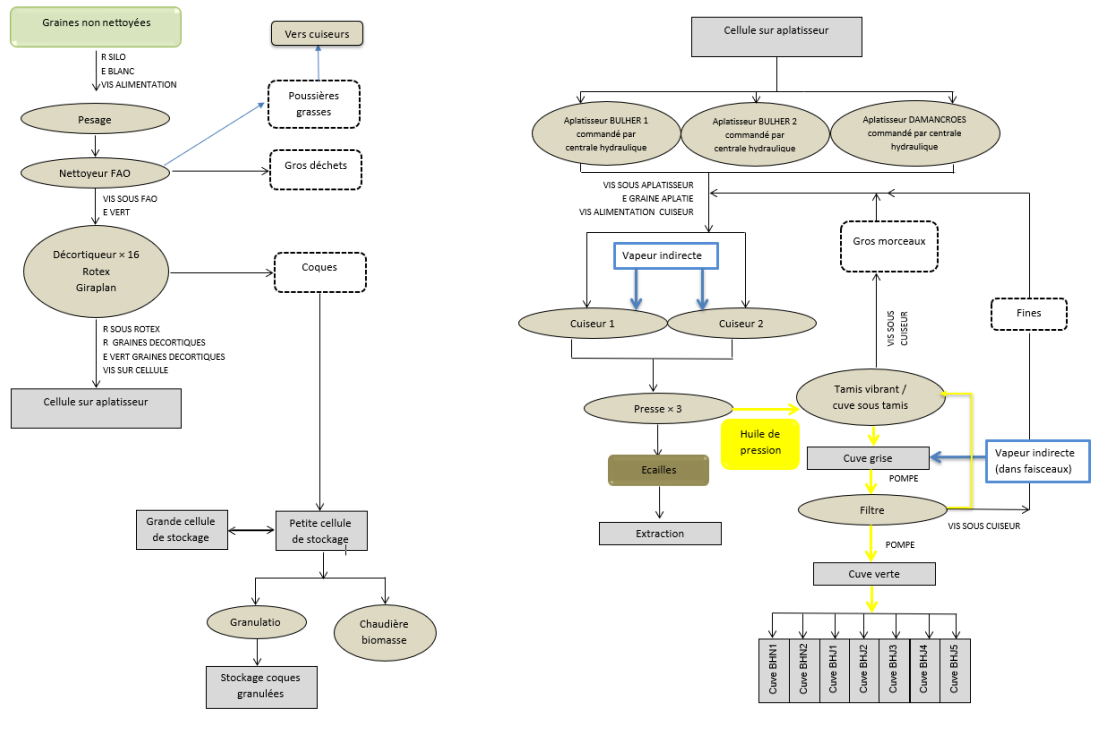 Graines non nettoyées
R SILO
E BLANC
VIS ALIMENTATION
Vers cuiseurs
Poussières
grasses
Pesage
Nettoyeur FAO
Gros déchets
VIS SOUS FAO
E VERT
Décortiqueur × 16
Rotex
Giraplan
Coques
R SOUS ROTEX
R GRAINES DECORTIQUES
E VERT GRAINES DECORTIQUES
VIS SUR CELLULE
Cellule sur aplatisseur
Grande cellule
de stockage
Petite cellule
de stockage
Granulatio
Chaudière
biomasse
Stockage coques
granulées
Cellule sur aplatisseur
Aplatisseur BULHER 1
commandé par
centrale hydraulique
Aplatisseur BULHER 2
commandé par
centrale hydraulique
Aplatisseur DAMANCROES
commandé par centrale
hydraulique
VIS SOUS APLATISSEUR
E GRAINE APLATIE
VIS ALIMENTATION CUISEUR
Vapeur indirecte
Gros morceaux
Fines
Cuiseur 1
Cuiseur 2
VIS SOUS
CUISEUR
Presse × 3
Tamis vibrant /
cuve sous tamis
Huile de
pression
Cuve grise
Vapeur indirecte
(dans faisceaux)
Ecailles
POMPE
Filtre
VIS SOUS CUISEUR
Extraction
POMPE
Cuve verte
Cuve BHN1
Cuve BHN2
Cuve BHJ1
Cuve BHJ2
Cuve BHJ3
Cuve BHJ4
Cuve BHJ5